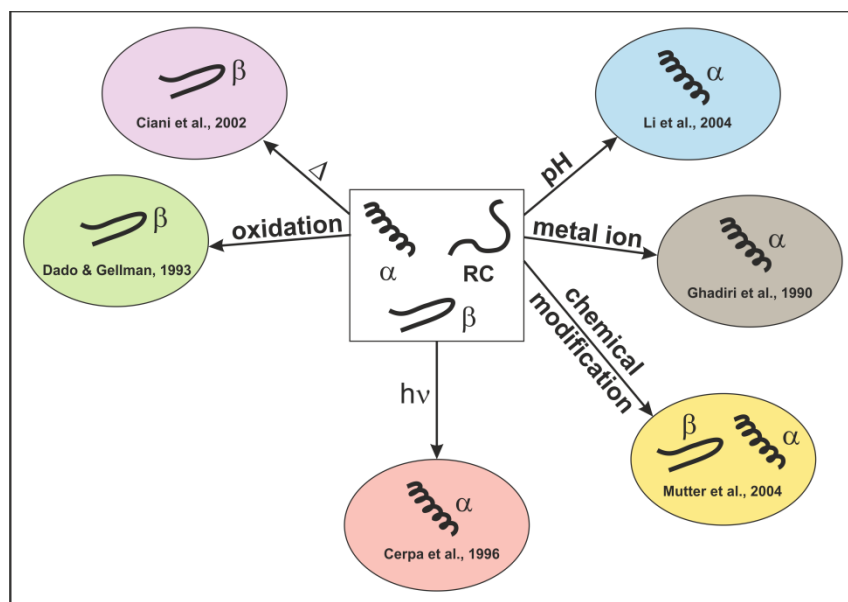 β
Ciani et al., 2002
α
Li et al., 2004
Δ
pH
β
Dado & Gellman, 1993
oxidation
metal ion
α
Ghadiri et al., 1990
α
RC
β
chemical
modification
hν
β
α
Mutter et al., 2004
α
Cerpa et al., 1996